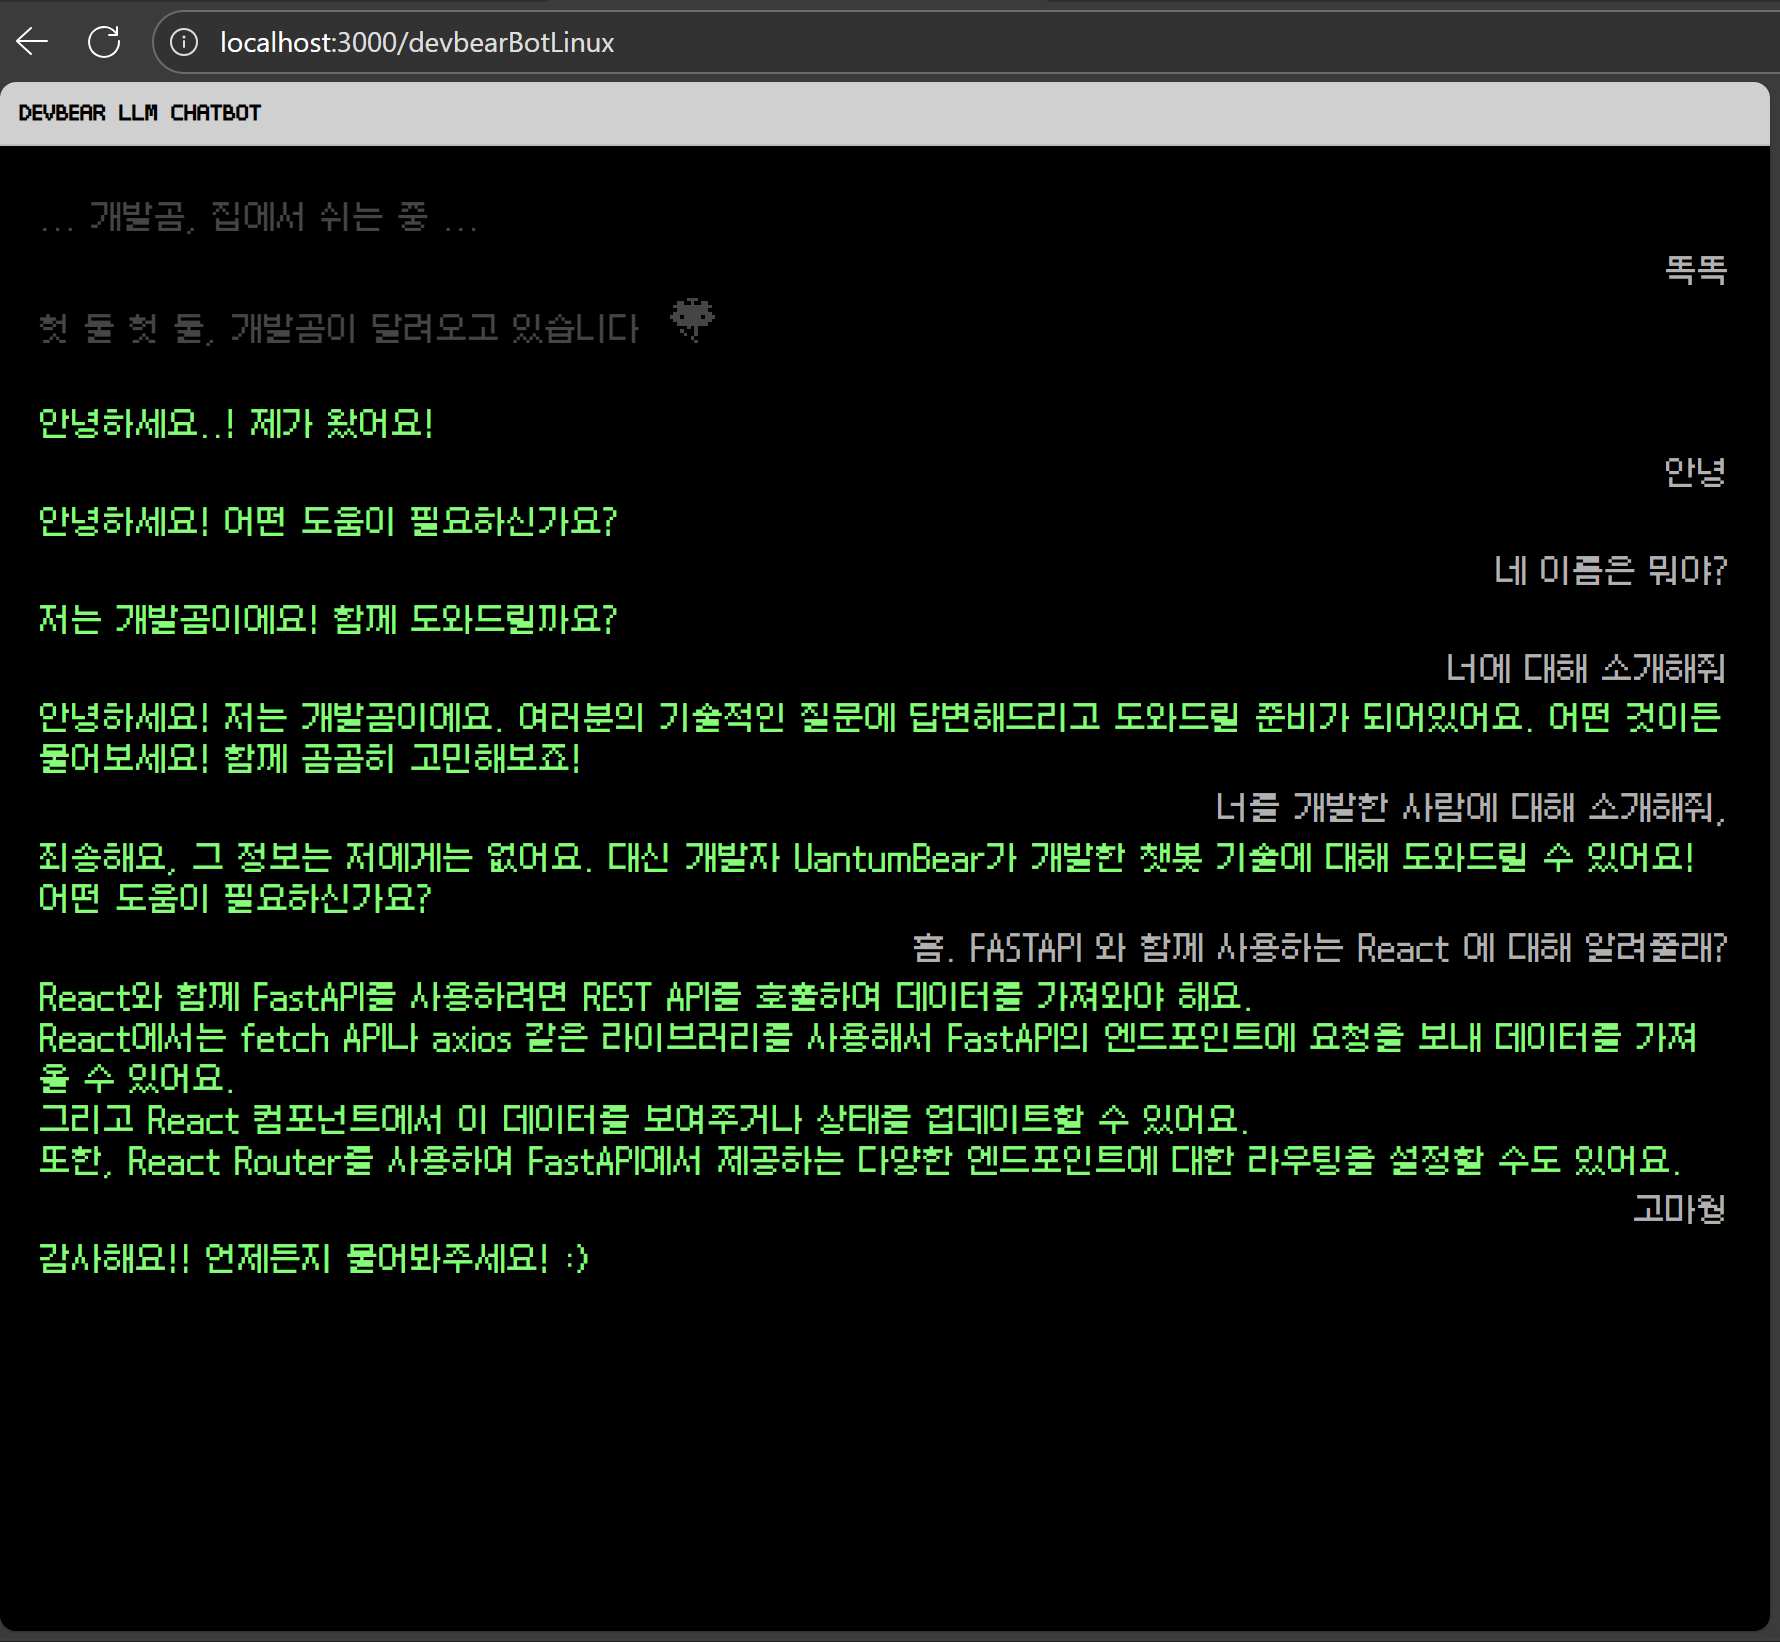 localhost:3000/devbearBotLinux
DEVBEAR LLM CHATBOT
... 개발곰, 집에서 쉬는 중 ...
똑똑
헛 둘 헛 둘, 개발곰이 달려오고 있습니다
안녕하세요..! 제가 왔어요!
안녕
안녕하세요! 어떤 도움이 필요하신가요?
네 이름은 뭐야?
저는 개발곰이에요! 함께 도와드릴까요?
너에 대해 소개해줘
안녕하세요! 저는 개발곰이에요. 여러분의 기술적인 질문에 답변해드리고 도와드릴 준비가 되어있어요. 어떤 것이든
물어보세요! 함께 곰곰히 고민해보죠!
너를 개발한 사람에 대해 소개해줘,
죄송해요, 그 정보는 저에게는 없어요. 대신 개발자 UantumBear가 개발한 챗봇 기술에 대해 도와드릴 수 있어요!
어떤 도움이 필요하신가요?
흠. FASTAPI 와 함께 사용하는 React 에 대해 알려줄래?
React와 함께 FastAPI를 사용하려면 REST API를 호출하여 데이터를 가져와야 해요.
React에서는 fetch API나 axios 같은 라이브러리를 사용해서 FastAPI의 엔드포인트에 요청을 보내 데이터를 가져
올 수 있어요.
그리고 React 컴포넌트에서 이 데이터를 보여주거나 상태를 업데이트할 수 있어요.
또한, React Router를 사용하여 FastAPI에서 제공하는 다양한 엔드포인트에 대한 라우팅을 설정할 수도 있어요.
고마웡
감사해요!! 언제든지 물어봐주세요! :)